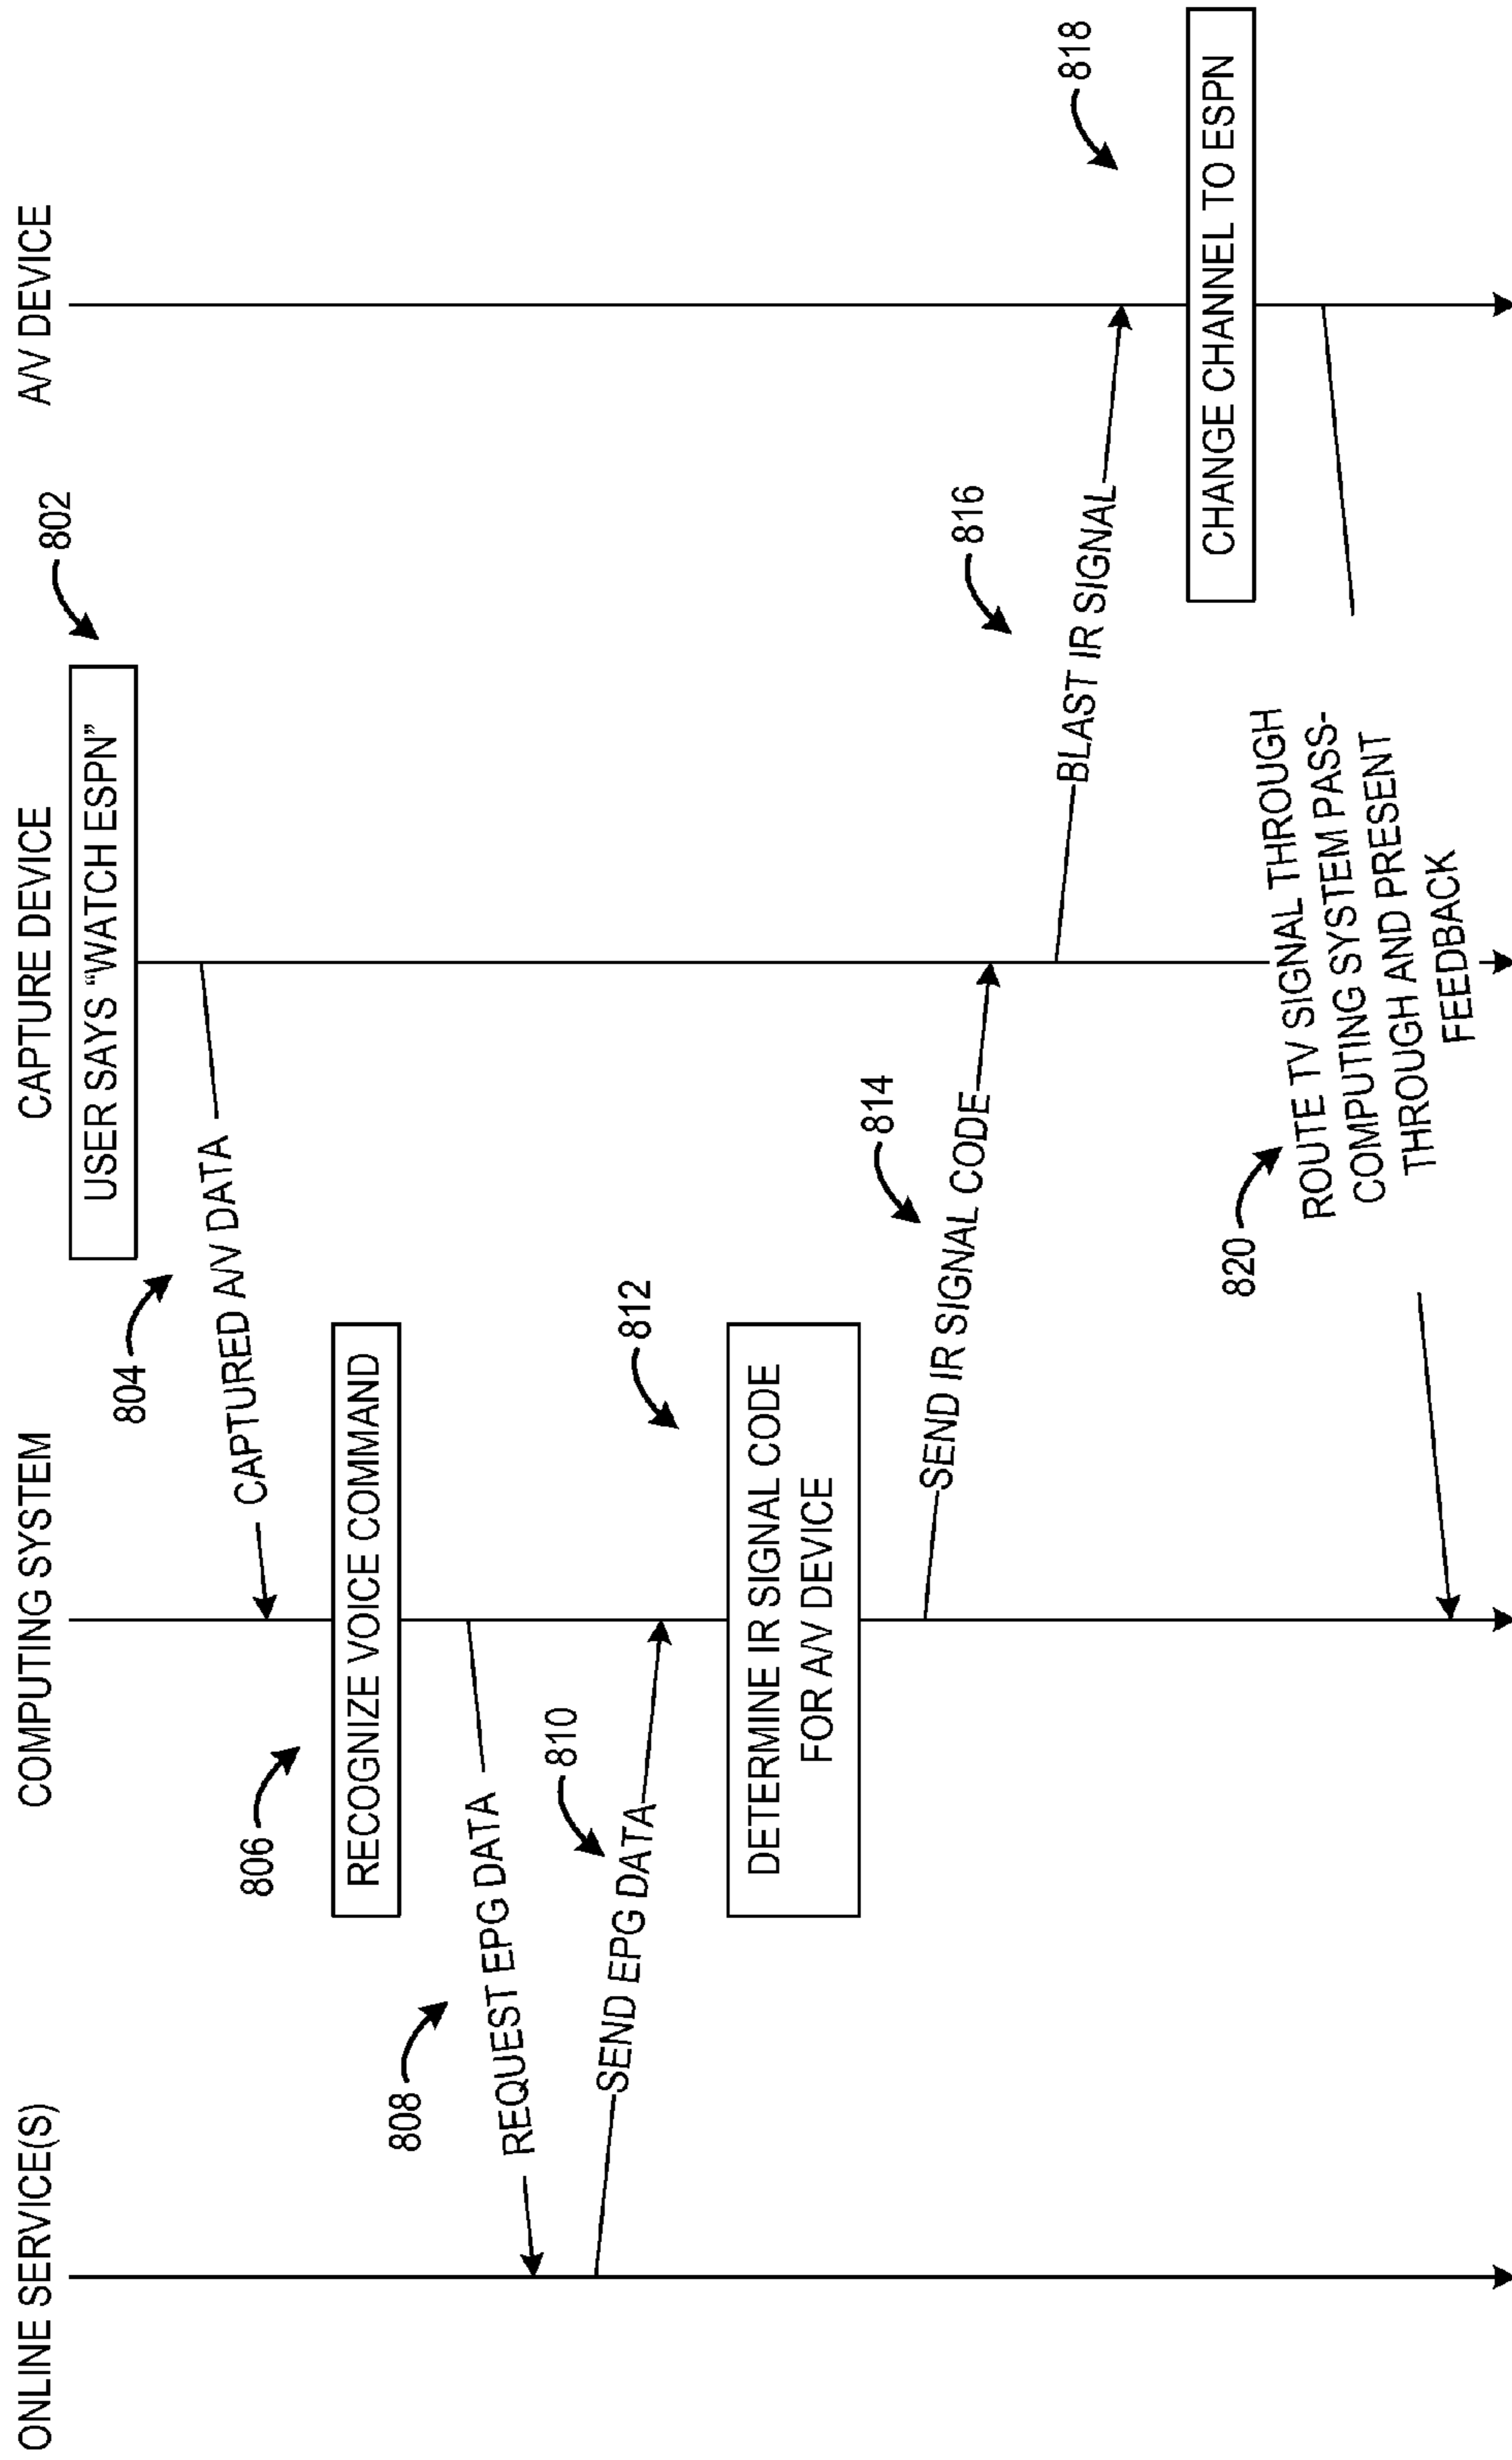 ONLINE SERVICE(S)
COMPUTING SYSTEM
CAPTURE DEVICE
A/V DEVICE
802
USER SAYS “WATCH ESPN”
804
CAPTURED A/V DATA
806
RECOGNIZE VOICE COMMAND
808
REQUEST EPG DATA
810
SEND EPG DATA
812
DETERMINE IR SIGNAL CODE
FOR A/V DEVICE
814
SEND IR SIGNAL CODE
816
BLAST IR SIGNAL
818
CHANGE CHANNEL TO ESPN
820
ROUTE TV SIGNAL THROUGH
COMPUTING SYSTEM PASS-
THROUGH AND PRESENT
FEEDBACK